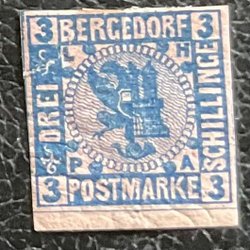 3 BERGEDORF 3
DREI
L H
SCHILLINGE
P A
3 POSTMARKE 3